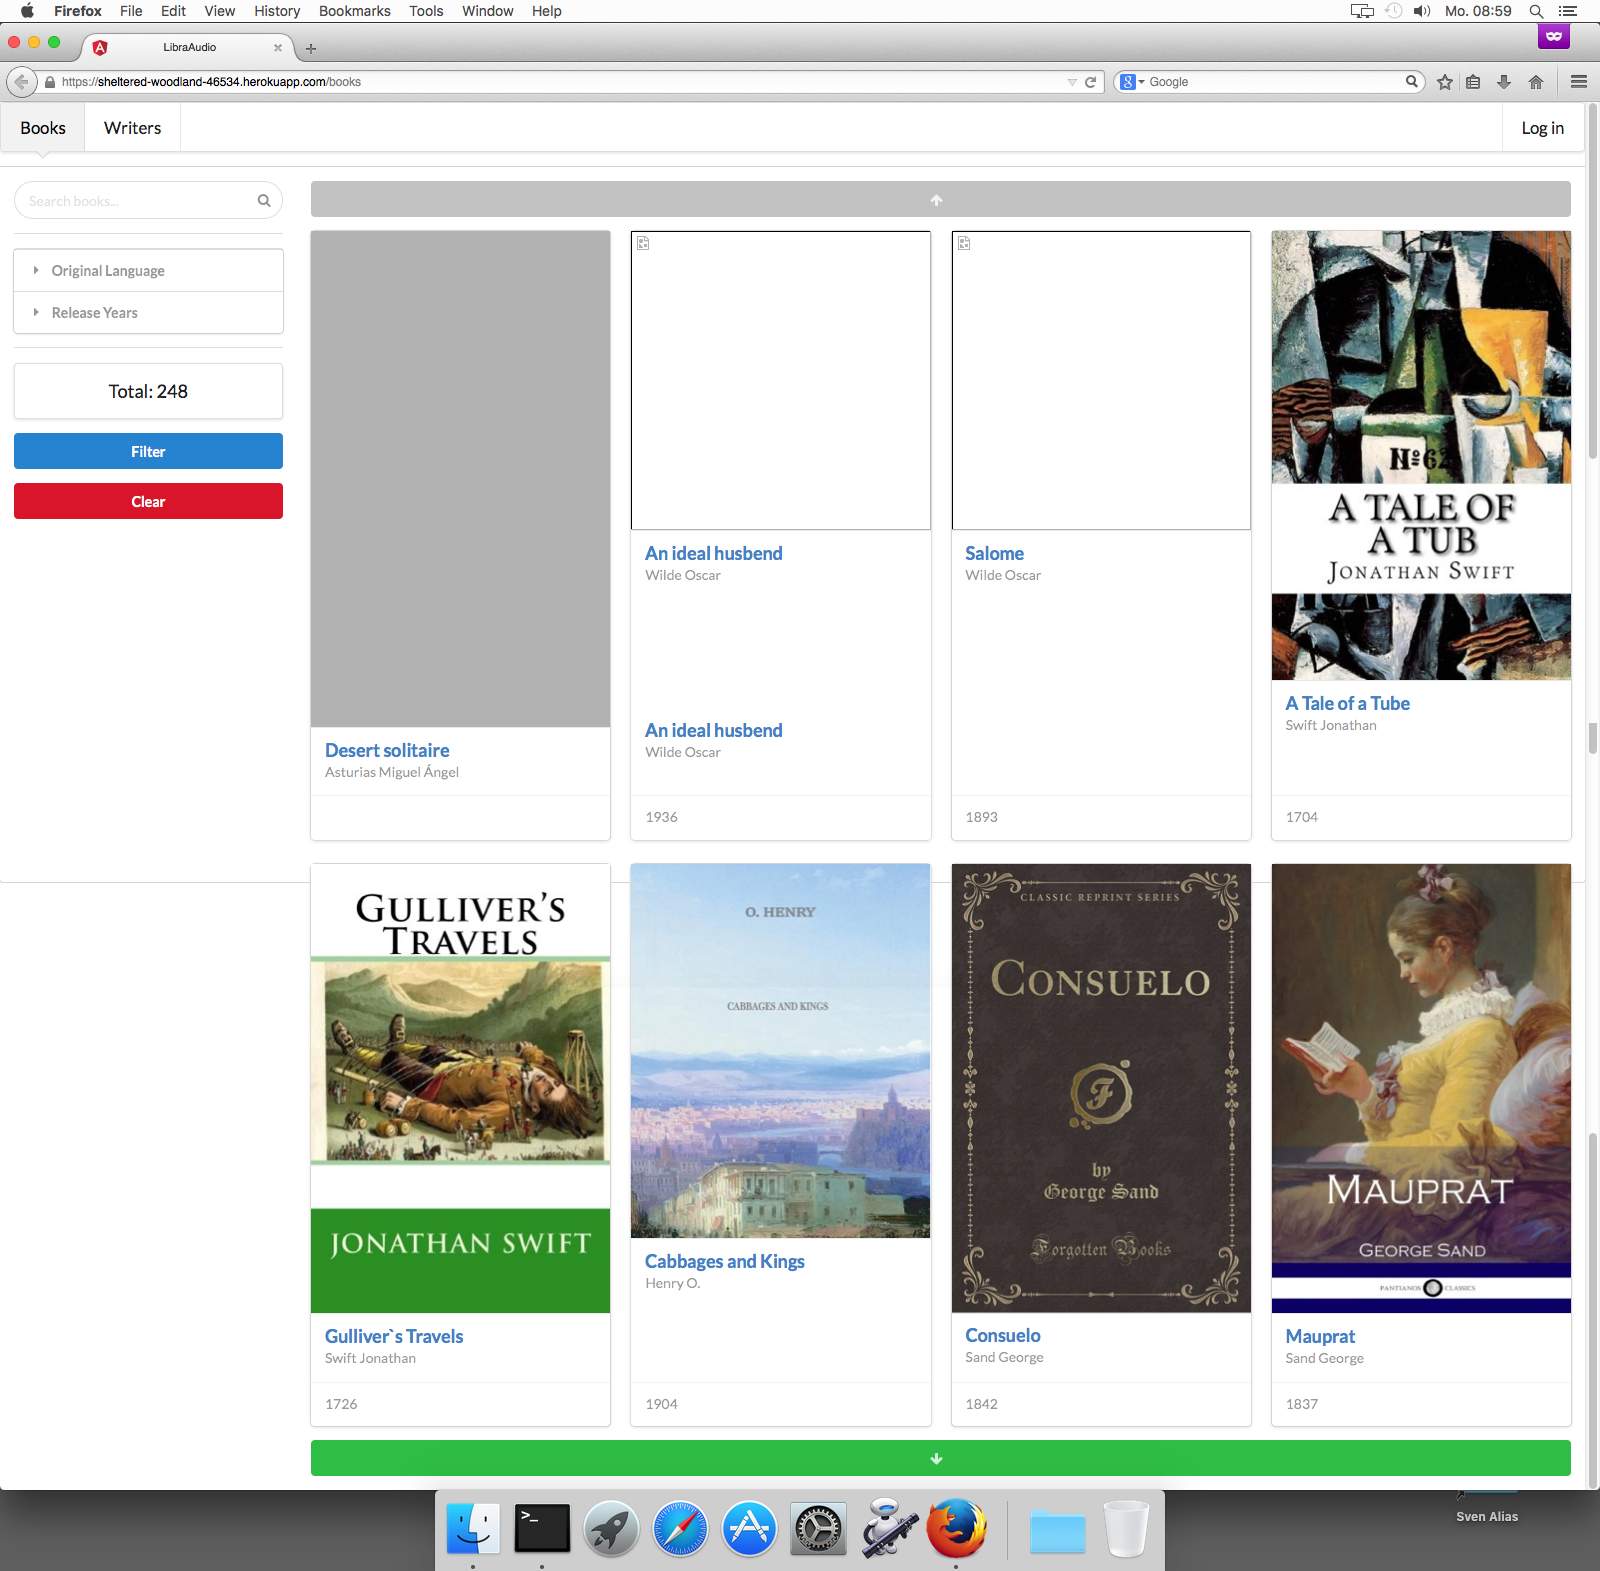 Firefox File Edit View History Bookmarks Tools Window Help Mo. 08:59
LibraAudio
https://sheltered-woodland-46534.herokuapp.com/books
Google
Books Writers Log in
Search books...
Original Language
Release Years
Total: 248
Filter
Clear
Desert solitaire
Asturias Miguel Ángel
An ideal husbend
Wilde Oscar
An ideal husbend
Wilde Oscar
1936
Salome
Wilde Oscar
1893
Nº 62
A TALE OF
A TUB
JONATHAN SWIFT
A Tale of a Tube
Swift Jonathan
1704
GULLIVER'S
TRAVELS
JONATHAN SWIFT
Gulliver`s Travels
Swift Jonathan
1726
O. HENRY
CABBAGES AND KINGS
Cabbages and Kings
Henry O.
1904
CLASSIC REPRINT SERIES
CONSUELO
F
by
George Sand
Forgotten Books
Consuelo
Sand George
1842
MAUPRAT
GEORGE SAND
PANTIANOS CLASSICS
Mauprat
Sand George
1837
Sven Alias